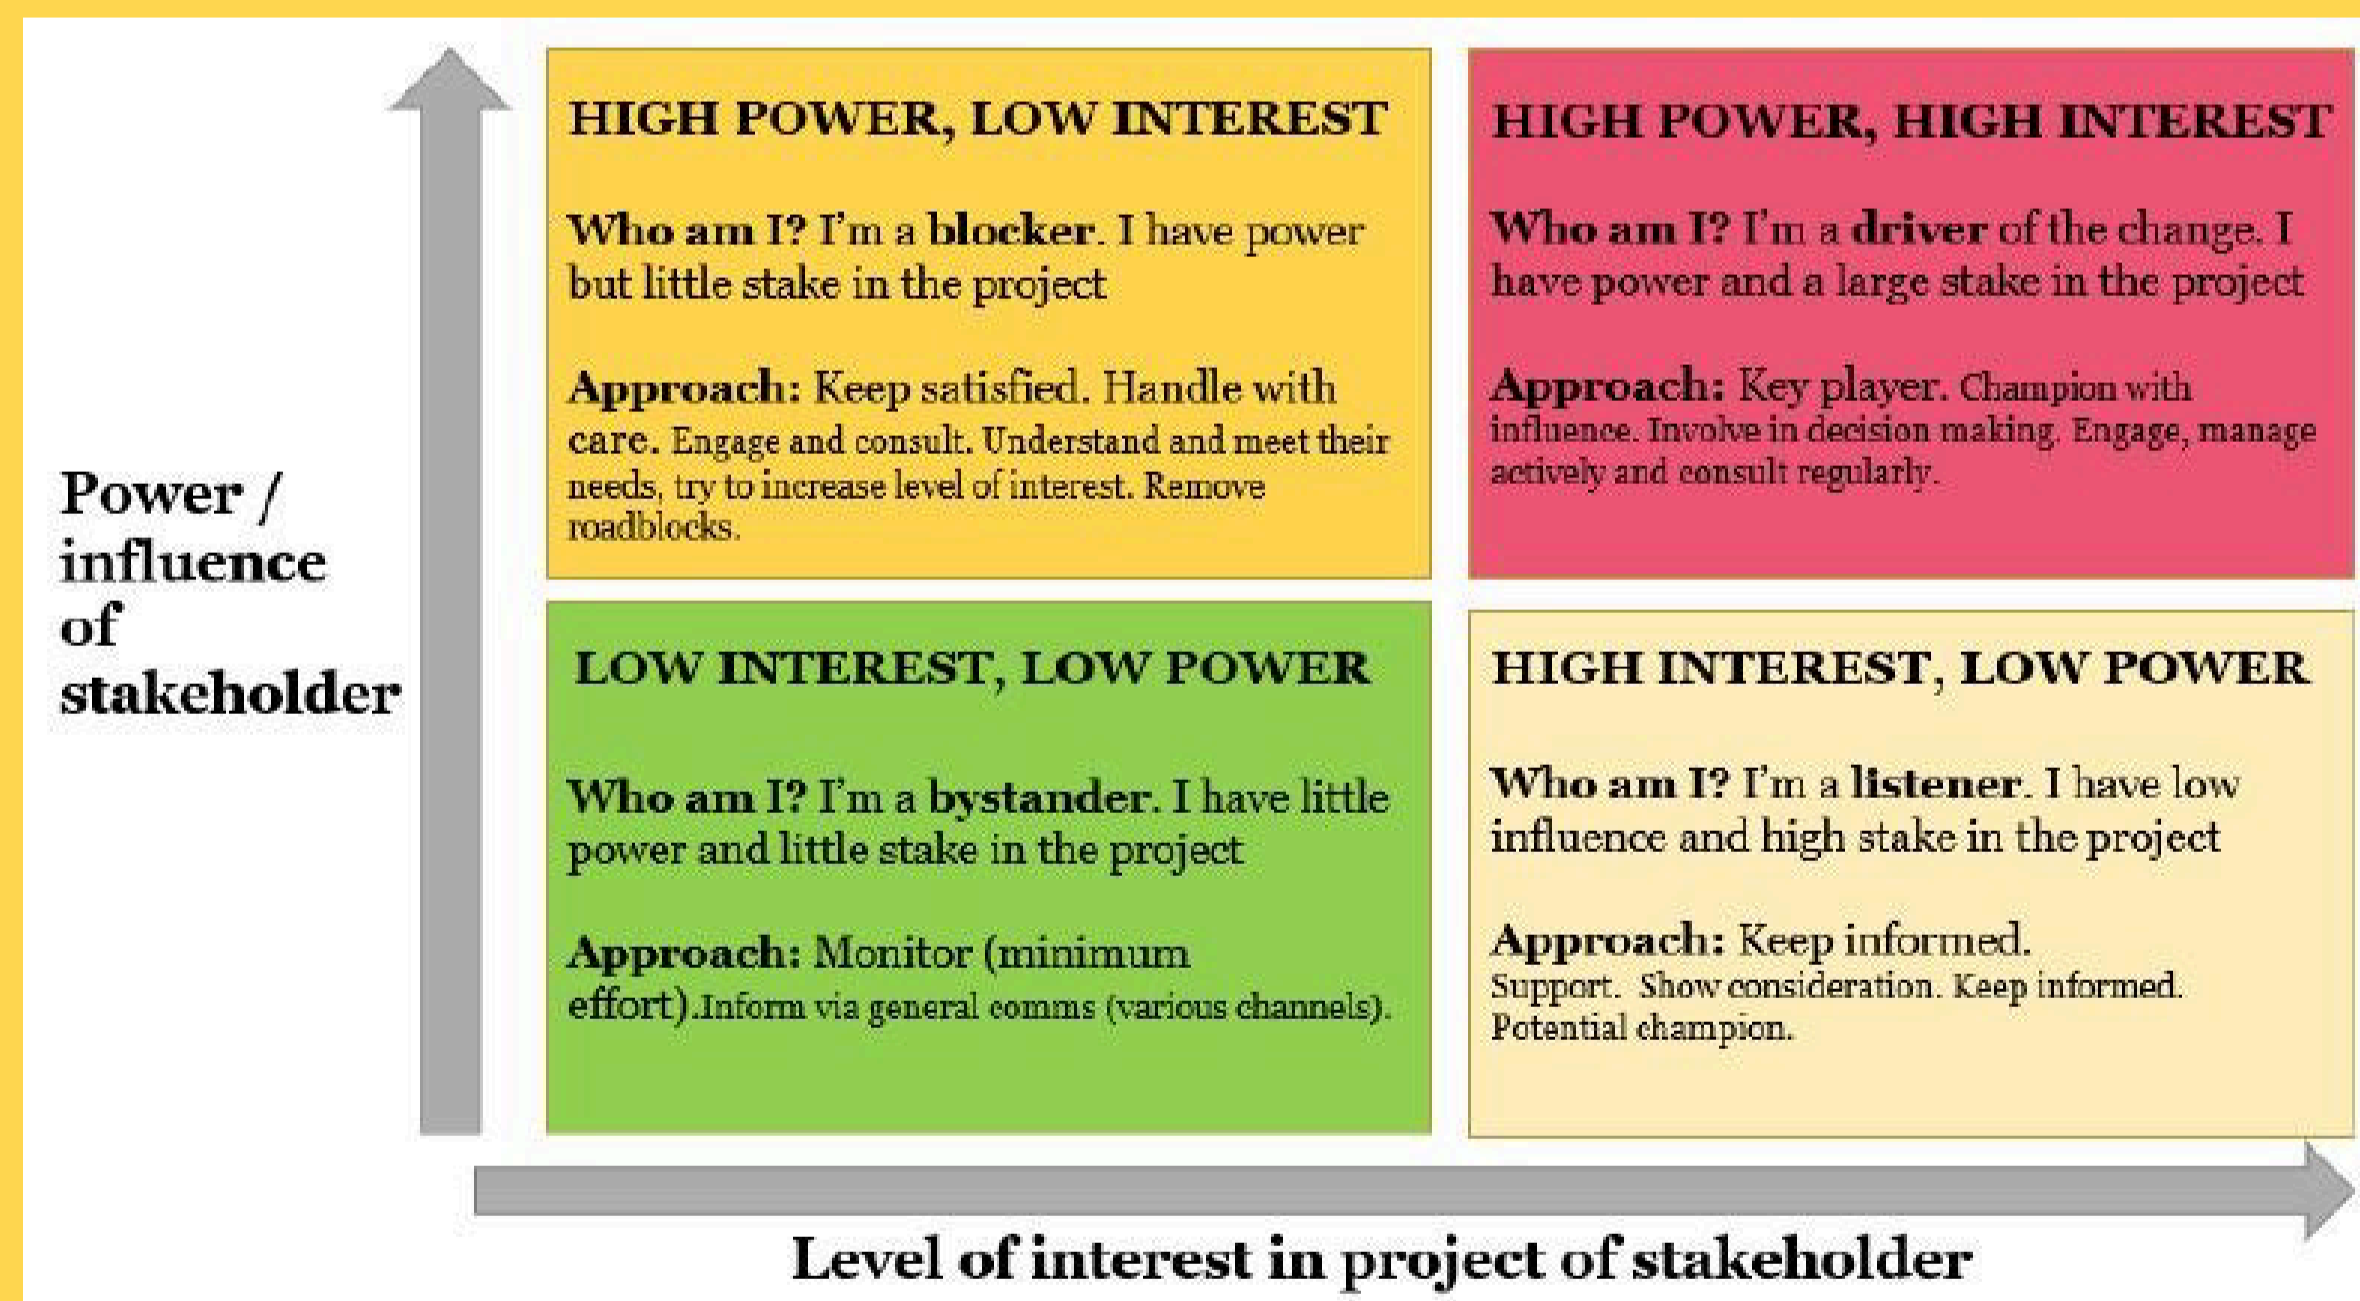 HIGH POWER, LOW INTEREST
Who am I? I'm a blocker. I have power
but little stake in the project
Approach: Keep satisfied. Handle with
care. Engage and consult. Understand and meet their
needs, try to increase level of interest. Remove
roadblocks.
HIGH POWER, HIGH INTEREST
Who am I? I'm a driver of the change. I
have power and a large stake in the project
Approach: Key player. Champion with
influence. Involve in decision making. Engage, manage
actively and consult regularly.
Power /
influence
of
stakeholder
LOW INTEREST, LOW POWER
Who am I? I'm a bystander. I have little
power and little stake in the project
Approach: Monitor (minimum
effort).Inform via general comms (various channels).
HIGH INTEREST, LOW POWER
Who am I? I'm a listener. I have low
influence and high stake in the project
Approach: Keep informed.
Support. Show consideration. Keep informed.
Potential champion.
Level of interest in project of stakeholder